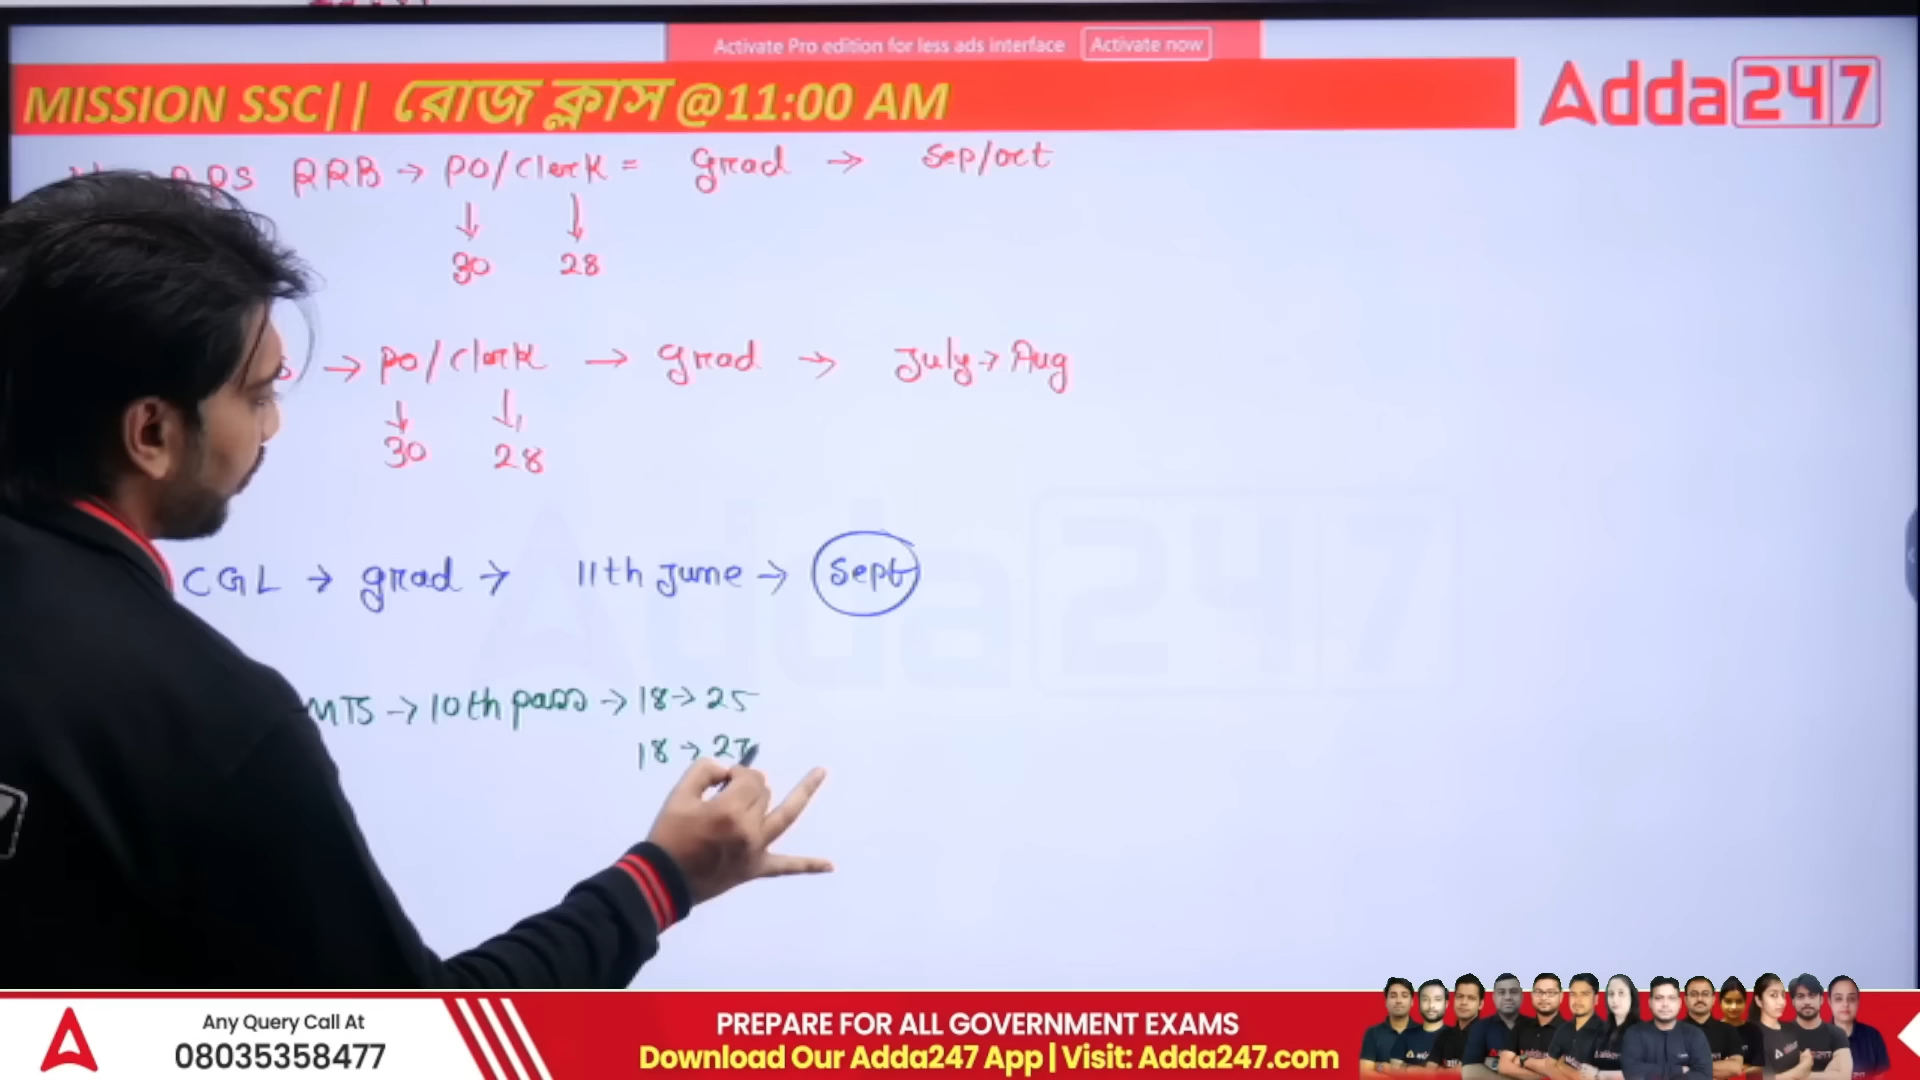 Activate Pro edition for less ads interface Activate now
MISSION SSC|| রোজ ক্লাস @11:00 AM
Adda247
RRB → PO/Clerk = grad → Sep/oct
↓ ↓
30 28
→ PO/Clerk → grad → July → Aug
↓ ↓
30 28
CGL → grad → 11th June → Sept
MTS → 10th pass → 18 → 25
18 → 27
Adda247
Any Query Call At
08035358477
PREPARE FOR ALL GOVERNMENT EXAMS
Download Our Adda247 App | Visit: Adda247.com